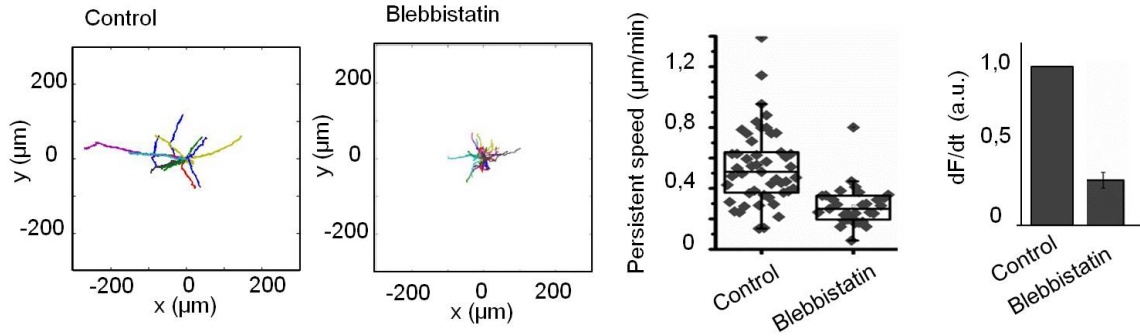 Control
200
0
-200
y (µm)
-200 0 200
x (µm)
Blebbistatin
200
0
-200
y (µm)
-200 0 200
x (µm)
Persistent speed (µm/min)
1,2
0,8
0,4
0
Control
Blebbistatin
dF/dt (a.u.)
1,0
0,5
0
Control
Blebbistatin